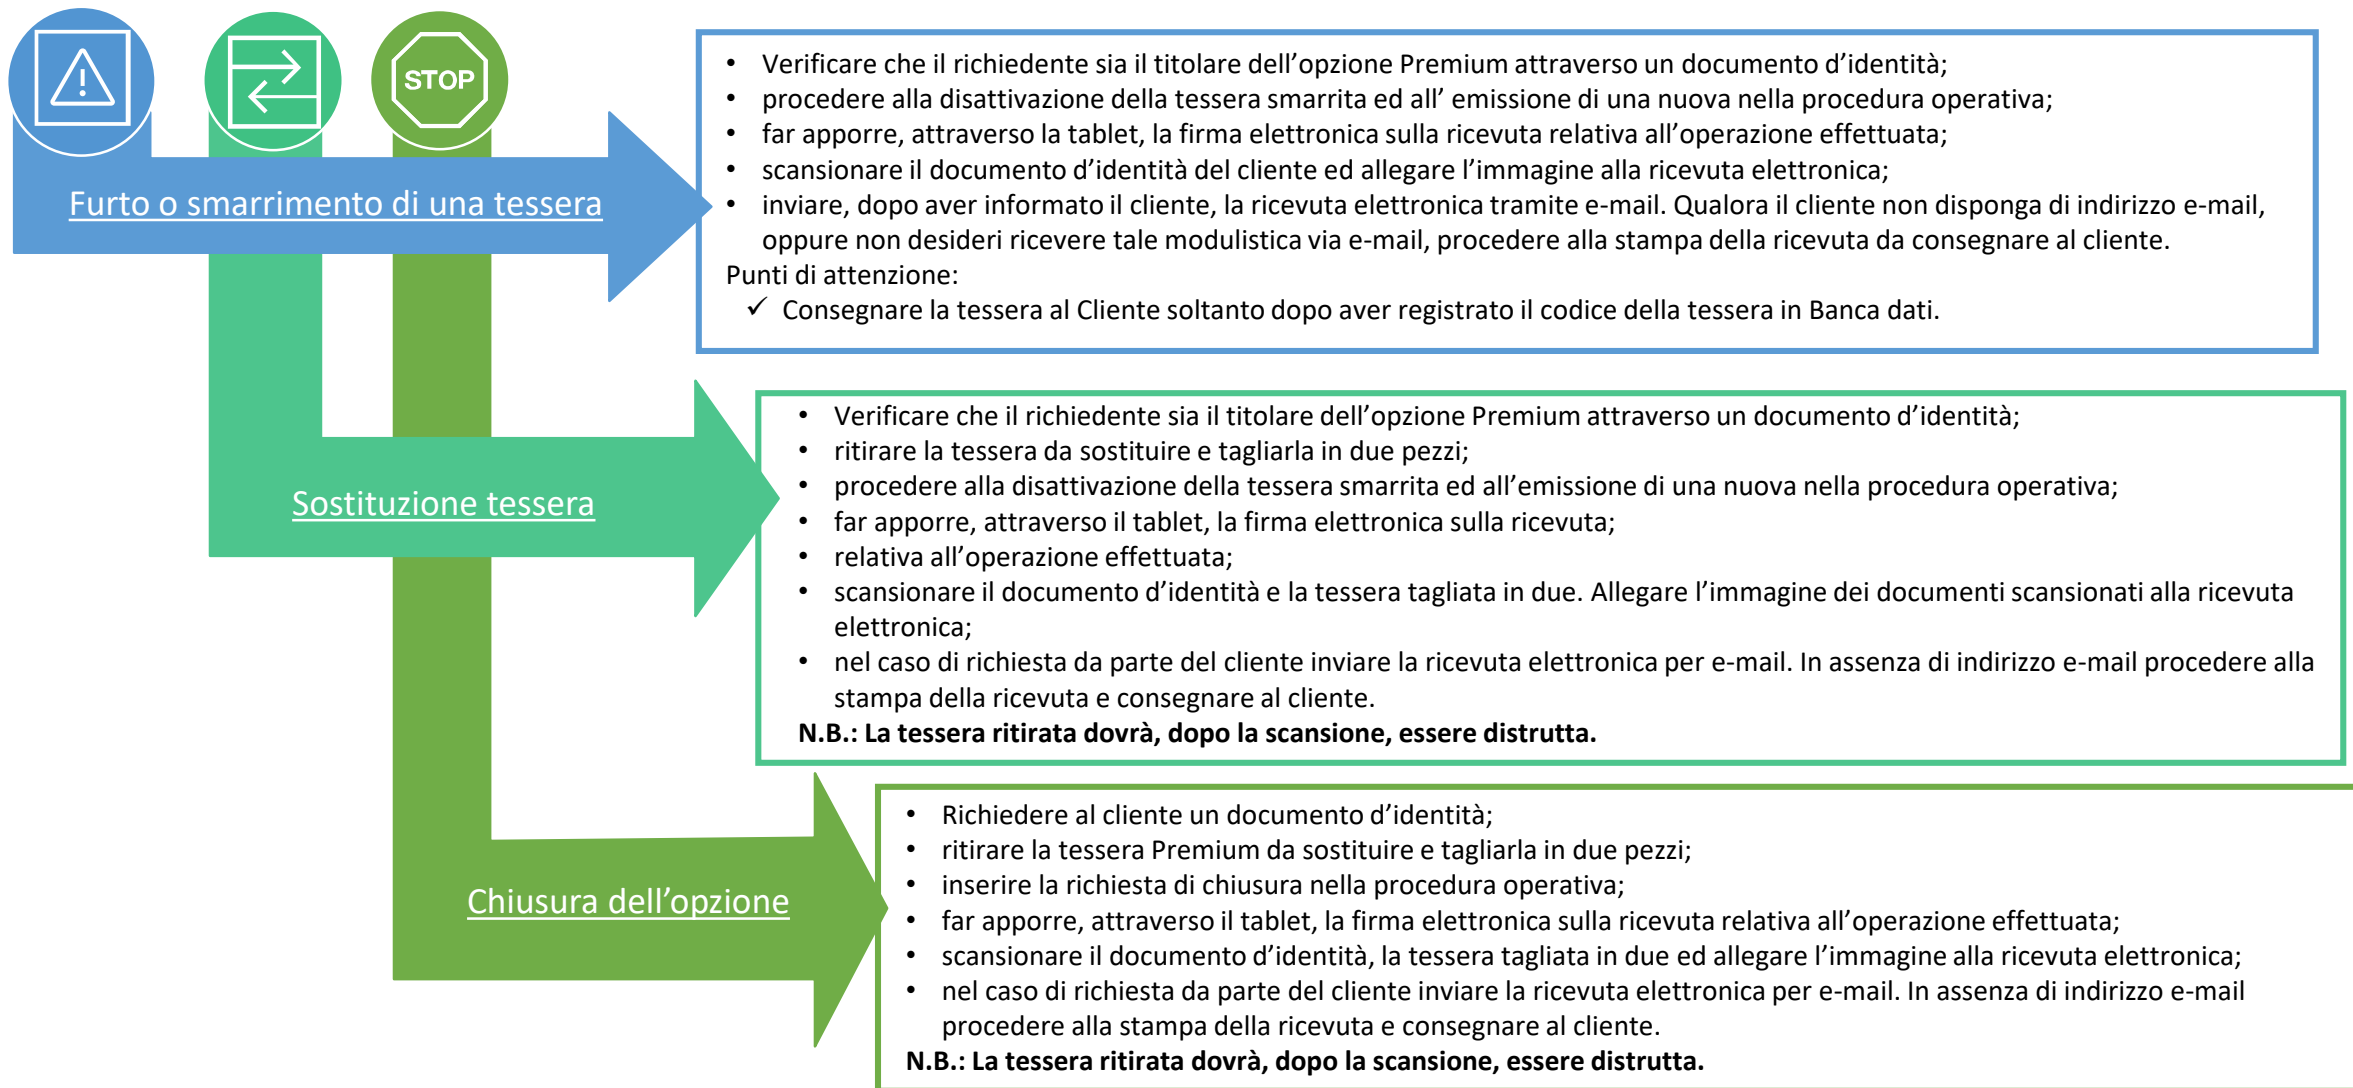 STOP
Furto o smarrimento di una tessera
• Verificare che il richiedente sia il titolare dell’opzione Premium attraverso un documento d’identità;
• procedere alla disattivazione della tessera smarrita ed all’ emissione di una nuova nella procedura operativa;
• far apporre, attraverso la tablet, la firma elettronica sulla ricevuta relativa all’operazione effettuata;
• scansionare il documento d’identità del cliente ed allegare l’immagine alla ricevuta elettronica;
• inviare, dopo aver informato il cliente, la ricevuta elettronica tramite e-mail. Qualora il cliente non disponga di indirizzo e-mail,
oppure non desideri ricevere tale modulistica via e-mail, procedere alla stampa della ricevuta da consegnare al cliente.
Punti di attenzione:
✓ Consegnare la tessera al Cliente soltanto dopo aver registrato il codice della tessera in Banca dati.
Sostituzione tessera
• Verificare che il richiedente sia il titolare dell’opzione Premium attraverso un documento d’identità;
• ritirare la tessera da sostituire e tagliarla in due pezzi;
• procedere alla disattivazione della tessera smarrita ed all’emissione di una nuova nella procedura operativa;
• far apporre, attraverso il tablet, la firma elettronica sulla ricevuta;
• relativa all’operazione effettuata;
• scansionare il documento d’identità e la tessera tagliata in due. Allegare l’immagine dei documenti scansionati alla ricevuta
elettronica;
• nel caso di richiesta da parte del cliente inviare la ricevuta elettronica per e-mail. In assenza di indirizzo e-mail procedere alla
stampa della ricevuta e consegnare al cliente.
N.B.: La tessera ritirata dovrà, dopo la scansione, essere distrutta.
Chiusura dell’opzione
• Richiedere al cliente un documento d’identità;
• ritirare la tessera Premium da sostituire e tagliarla in due pezzi;
• inserire la richiesta di chiusura nella procedura operativa;
• far apporre, attraverso il tablet, la firma elettronica sulla ricevuta relativa all’operazione effettuata;
• scansionare il documento d’identità, la tessera tagliata in due ed allegare l’immagine alla ricevuta elettronica;
• nel caso di richiesta da parte del cliente inviare la ricevuta elettronica per e-mail. In assenza di indirizzo e-mail
procedere alla stampa della ricevuta e consegnare al cliente.
N.B.: La tessera ritirata dovrà, dopo la scansione, essere distrutta.